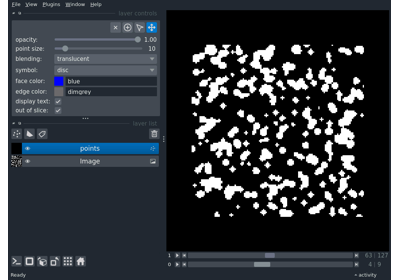 File View Plugins Window Help
layer controls
opacity: 1.00
point size: 10
blending: translucent
symbol: disc
face color: blue
edge color: dimgrey
display text:
out of slice:
layer list
points
Image
1 63 127
0 4 9
Ready activity